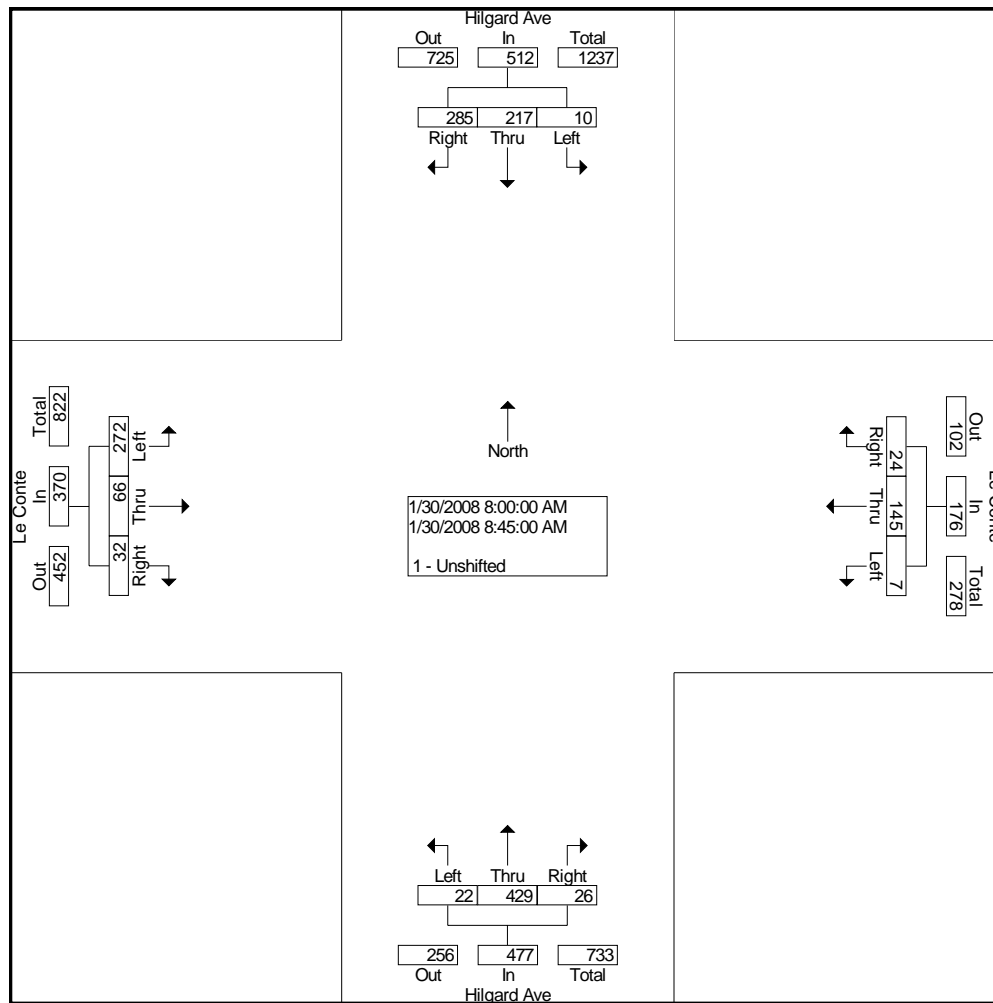 Hilgard Ave
Out In Total
725 512 1237
285 217 10
Right Thru Left
Le Conte
Total In Out
822 370 452
272 66 32
Left Thru Right
North
1/30/2008 8:00:00 AM
1/30/2008 8:45:00 AM
1 - Unshifted
Right Thru Left
24 145 7
Out In Total
102 176 278
Le Conte
Left Thru Right
22 429 26
256 477 733
Out In Total
Hilgard Ave